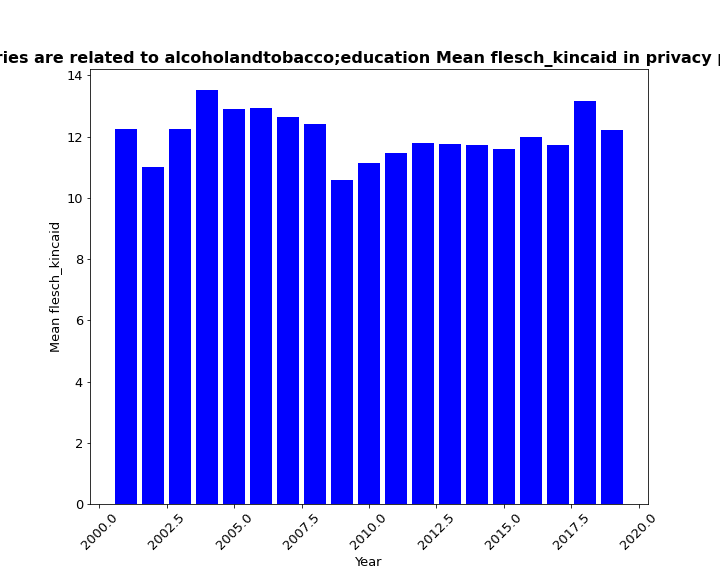 ries are related to alcoholandtobacco;education Mean flesch_kincaid in privacy p
14
12
10
8
6
4
2
0
Mean flesch_kincaid
2000.0 2002.5 2005.0 2007.5 2010.0 2012.5 2015.0 2017.5 2020.0
Year